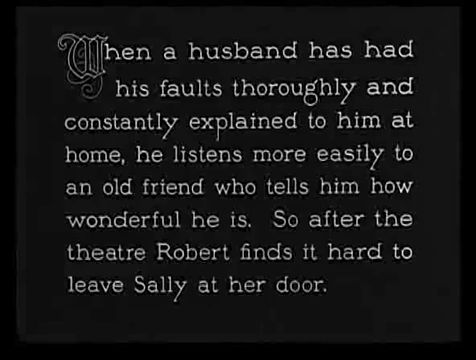 When a husband has had
his faults thoroughly and
constantly explained to him at
home, he listens more easily to
an old friend who tells him how
wonderful he is. So after the
theatre Robert finds it hard to
leave Sally at her door.